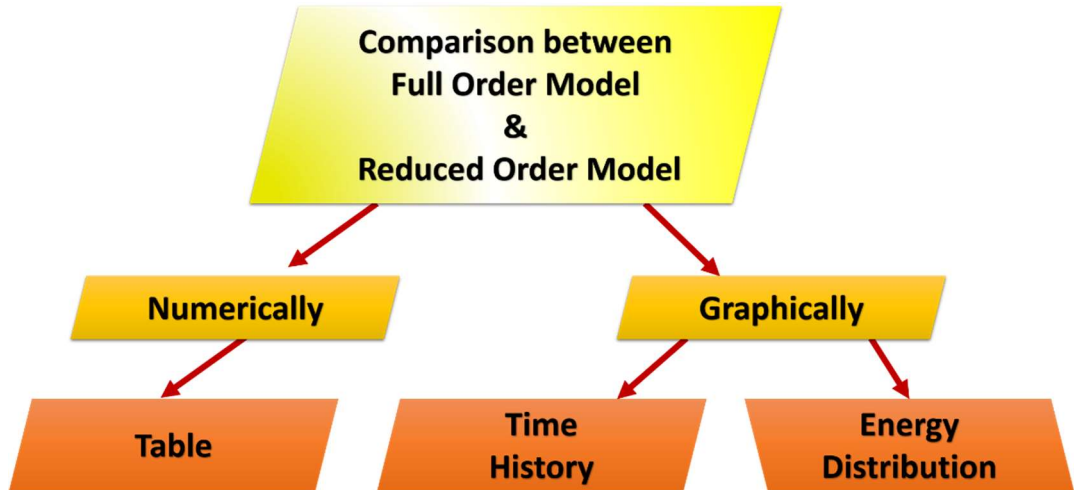 Comparison between
Full Order Model
&
Reduced Order Model
Numerically
Graphically
Table
Time
History
Energy
Distribution